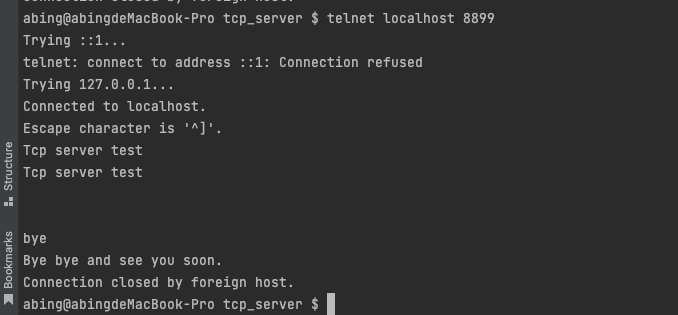 abing@abingdeMacBook-Pro tcp_server $ telnet localhost 8899
Trying ::1...
telnet: connect to address ::1: Connection refused
Trying 127.0.0.1...
Connected to localhost.
Escape character is '^]'.
Tcp server test
Tcp server test
bye
Bye bye and see you soon.
Connection closed by foreign host.
abing@abingdeMacBook-Pro tcp_server $
Structure
Bookmarks